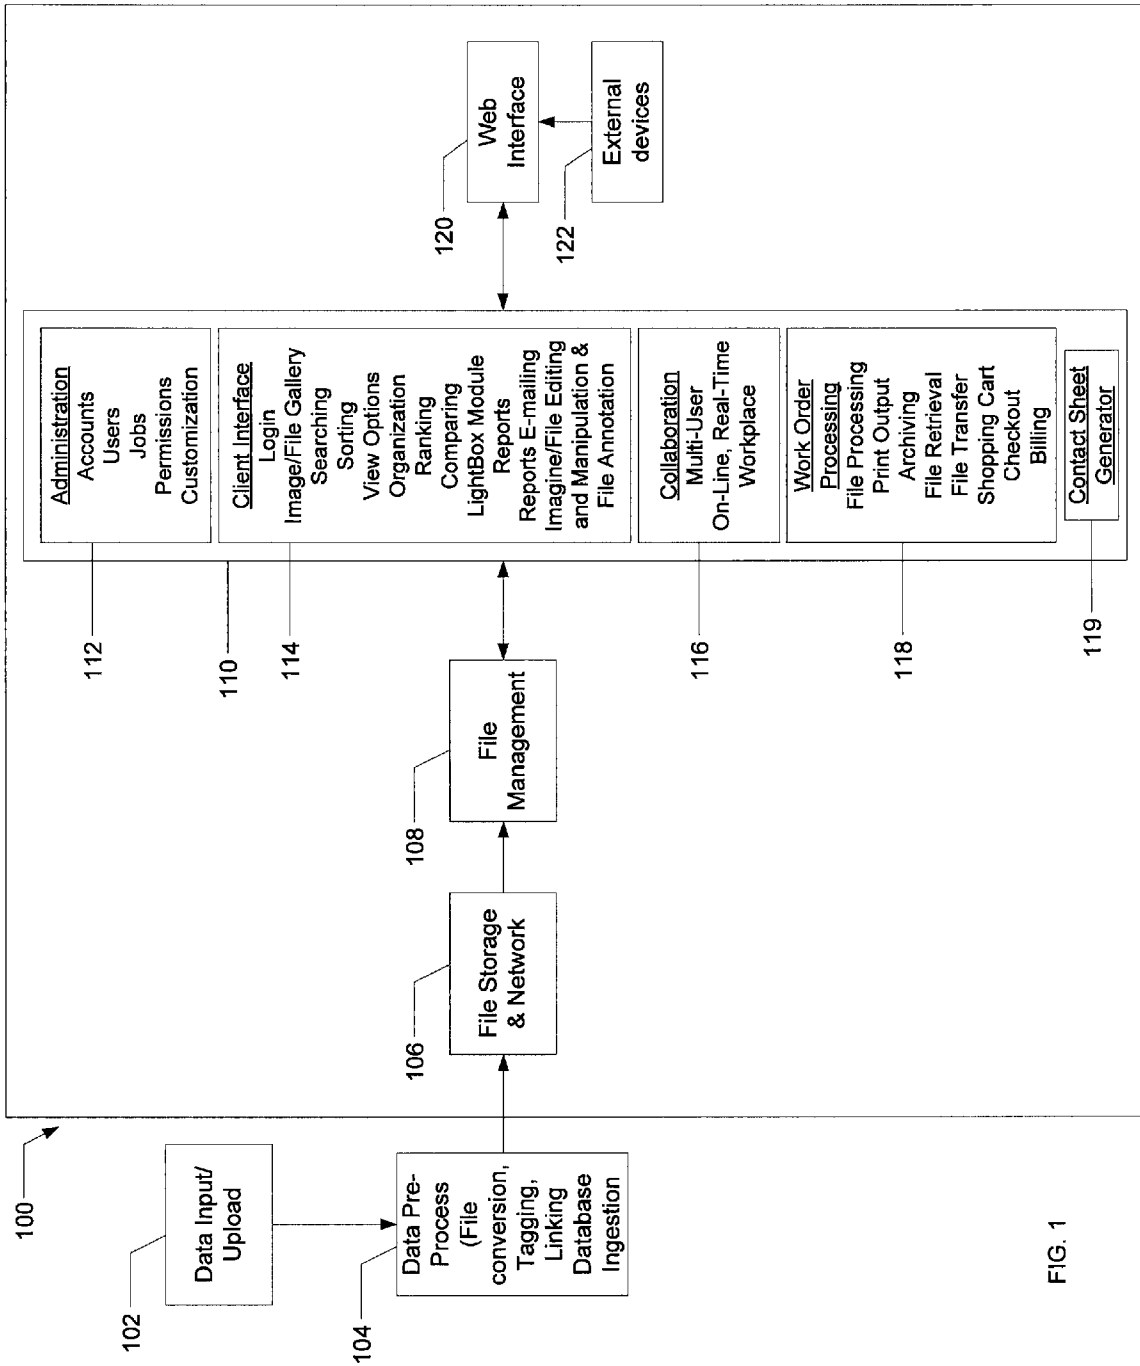 100
102
Data Input/
Upload
104
Data Pre-
Process
(File
conversion,
Tagging,
Linking
Database
Ingestion
106
File Storage
& Network
108
File
Management
110
112
Administration
Accounts
Users
Jobs
Permissions
Customization
114
Client Interface
Login
Image/File Gallery
Searching
Sorting
View Options
Organization
Ranking
Comparing
LightBox Module
Reports
Reports E-mailing
Imagine/File Editing
and Manipulation &
File Annotation
116
Collaboration
Multi-User
On-Line, Real-Time
Workplace
118
Work Order
Processing
File Processing
Print Output
Archiving
File Retrieval
File Transfer
Shopping Cart
Checkout
Billing
119
Contact Sheet
Generator
120
Web
Interface
122
External
devices
FIG. 1